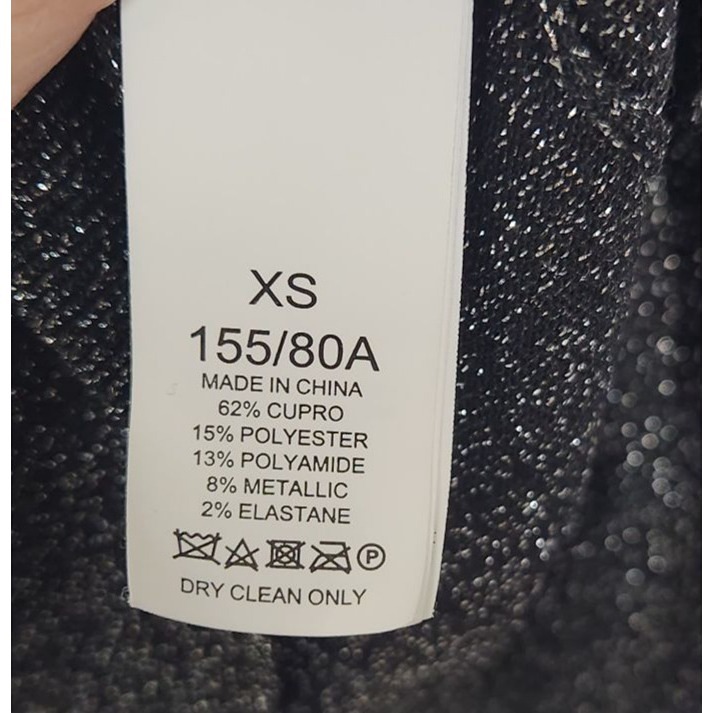 XS
155/80A
MADE IN CHINA
62% CUPRO
15% POLYESTER
13% POLYAMIDE
8% METALLIC
2% ELASTANE
P
DRY CLEAN ONLY